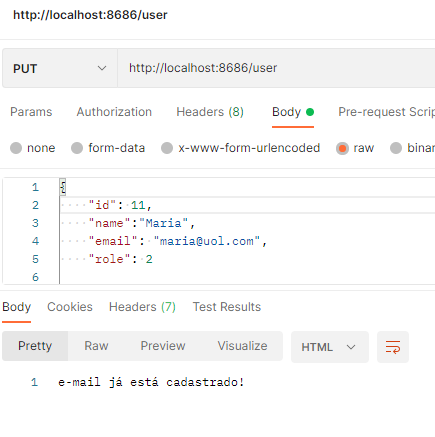 http://localhost:8686/user
PUT http://localhost:8686/user
Params Authorization Headers (8) Body Pre-request Scrip
none form-data x-www-form-urlencoded raw binar
1 {
2 "id": 11,
3 "name":"Maria",
4 "email": "maria@uol.com",
5 "role": 2
6
Body Cookies Headers (7) Test Results
Pretty Raw Preview Visualize HTML
1 e-mail já está cadastrado!